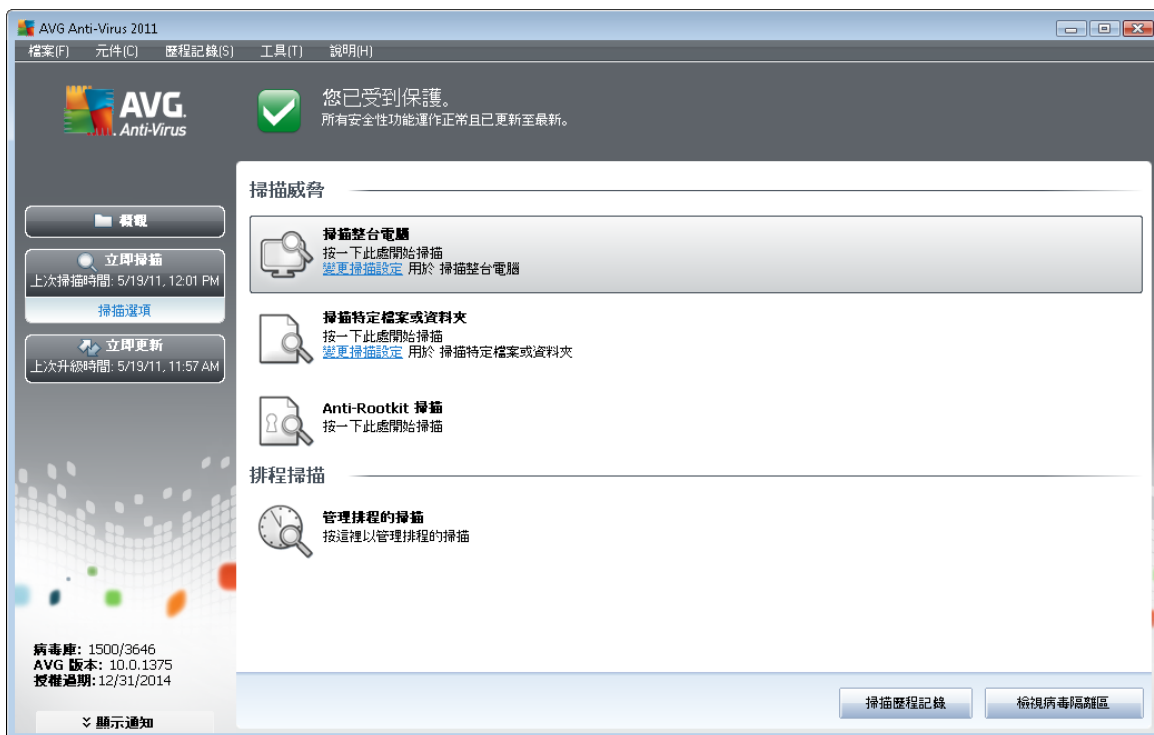 AVG Anti-Virus 2011
檔案(F) 元件(C) 歷程記錄(S) 工具(T) 說明(H)
AVG.
Anti-Virus
您已受到保護。
所有安全性功能運作正常且已更新至最新。
概觀
立即掃描
上次掃描時間: 5/19/11, 12:01 PM
掃描選項
立即更新
上次升級時間: 5/19/11, 11:57 AM
掃描威脅
掃描整台電腦
按一下此處開始掃描
變更掃描設定 用於 掃描整台電腦
掃描特定檔案或資料夾
按一下此處開始掃描
變更掃描設定 用於 掃描特定檔案或資料夾
Anti-Rootkit 掃描
按一下此處開始掃描
排程掃描
管理排程的掃描
按這裡以管理排程的掃描
病毒庫: 1500/3646
AVG 版本: 10.0.1375
授權過期: 12/31/2014
顯示通知
掃描歷程記錄
檢視病毒隔離區